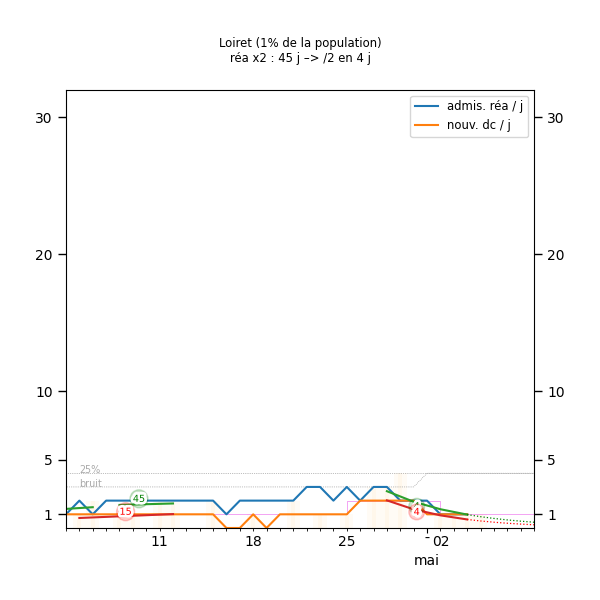 Loiret (1% de la population)
réa x2 : 45 j –> /2 en 4 j
admis. réa / j
nouv. dc / j
30 30
20 20
10 10
5 5
25%
bruit
45
15
4
1 1
11 18 25 02
mai